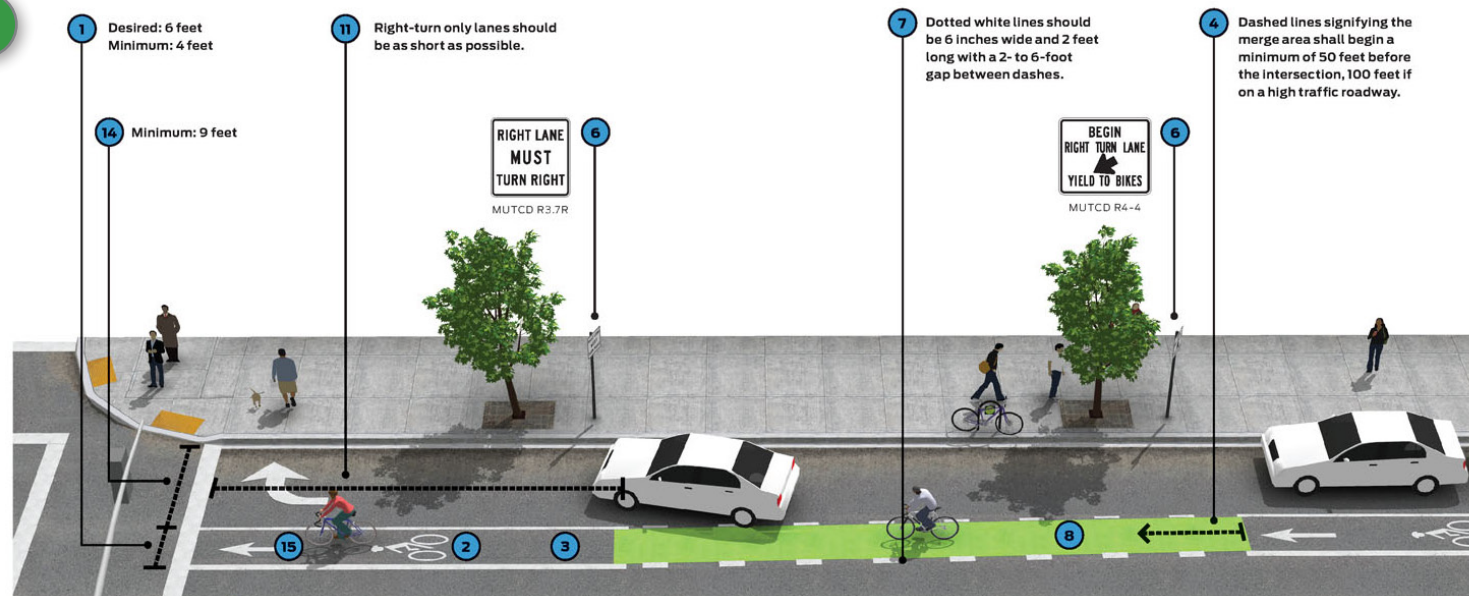 1
Desired: 6 feet
Minimum: 4 feet
11
Right-turn only lanes should
be as short as possible.
7
Dotted white lines should
be 6 inches wide and 2 feet
long with a 2- to 6-foot
gap between dashes.
4
Dashed lines signifying the
merge area shall begin a
minimum of 50 feet before
the intersection, 100 feet if
on a high traffic roadway.
14
Minimum: 9 feet
RIGHT LANE
MUST
TURN RIGHT
6
MUTCD R3.7R
BEGIN
RIGHT TURN LANE
YIELD TO BIKES
6
MUTCD R4-4
15
2
3
8